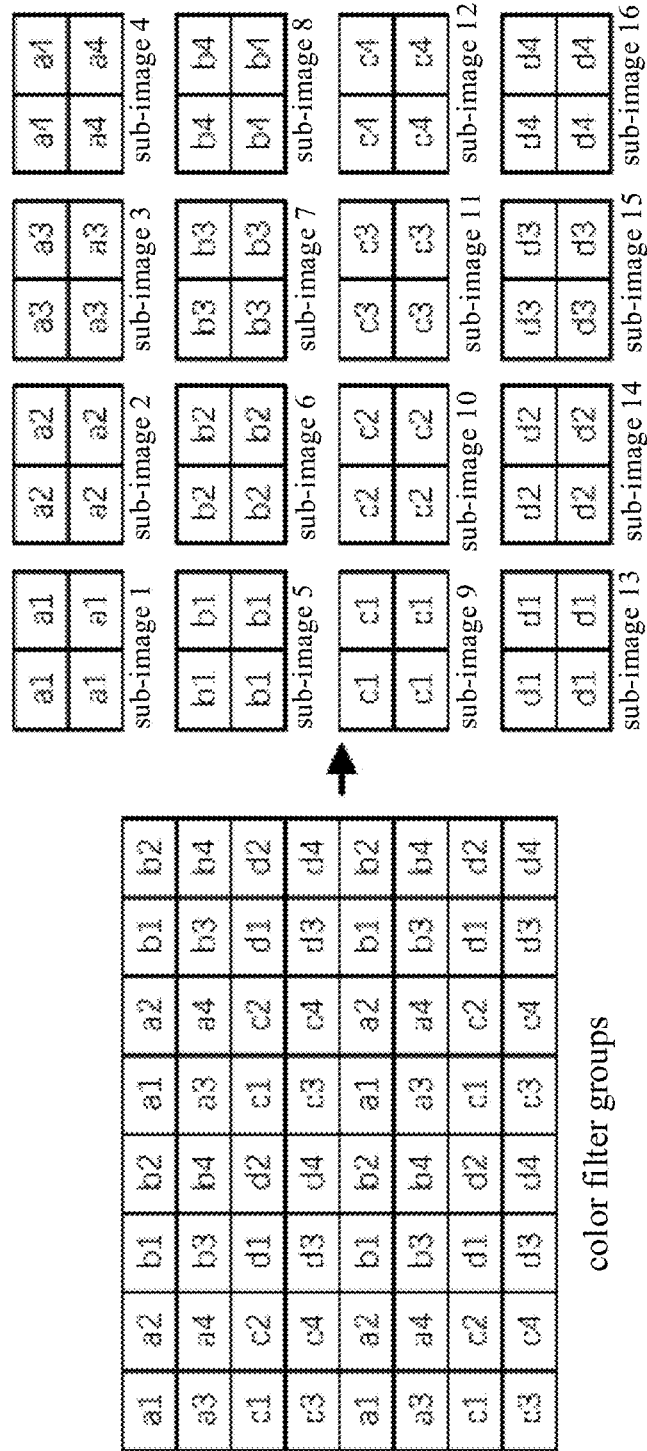 a1 a2 b1 b2 a1 a2 b1 b2
a3 a4 b3 b4 a3 a4 b3 b4
c1 c2 d1 d2 c1 c2 d1 d2
c3 c4 d3 d4 c3 c4 d3 d4
a1 a2 b1 b2 a1 a2 b1 b2
a3 a4 b3 b4 a3 a4 b3 b4
c1 c2 d1 d2 c1 c2 d1 d2
c3 c4 d3 d4 c3 c4 d3 d4
color filter groups
a1 a1 a2 a2 a3 a3 a4 a4
a1 a1 a2 a2 a3 a3 a4 a4
sub-image 1 sub-image 2 sub-image 3 sub-image 4
b1 b1 b2 b2 b3 b3 b4 b4
b1 b1 b2 b2 b3 b3 b4 b4
sub-image 5 sub-image 6 sub-image 7 sub-image 8
c1 c1 c2 c2 c3 c3 c4 c4
c1 c1 c2 c2 c3 c3 c4 c4
sub-image 9 sub-image 10 sub-image 11 sub-image 12
d1 d1 d2 d2 d3 d3 d4 d4
d1 d1 d2 d2 d3 d3 d4 d4
sub-image 13 sub-image 14 sub-image 15 sub-image 16